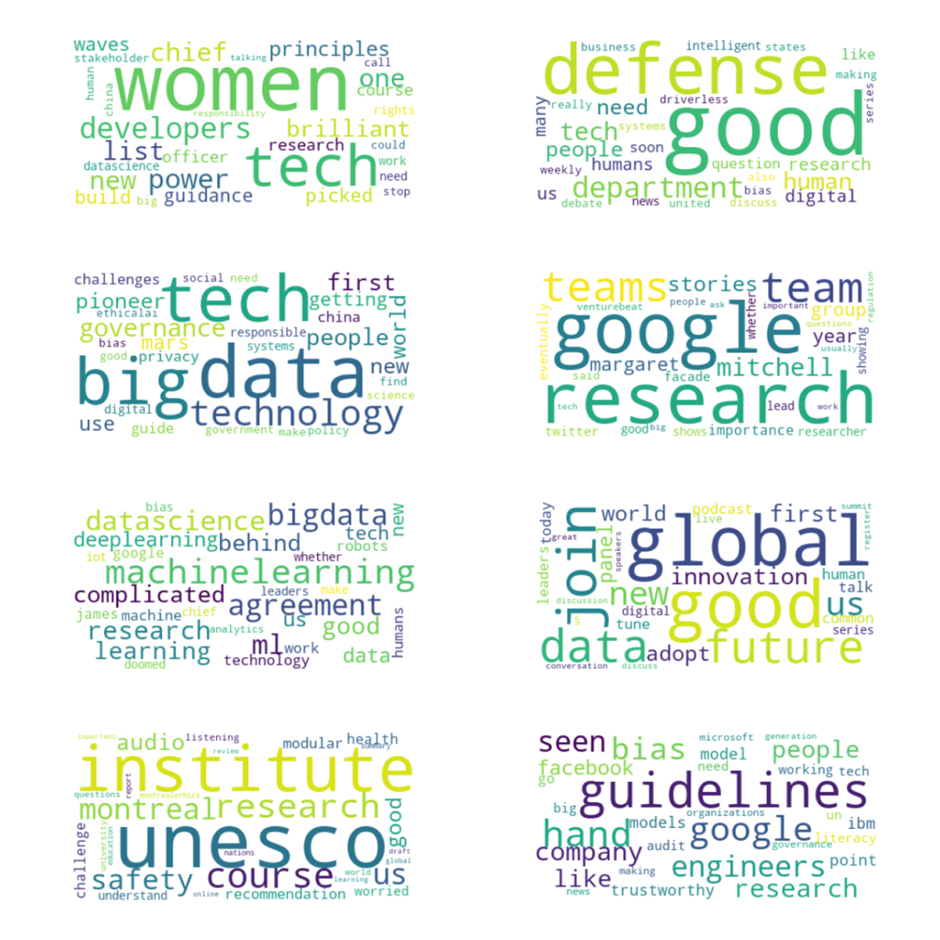 waves chief principles
stakeholder talking call
human women one
china course
responsibility rights
developers brilliant
list officer research tech could
datascience work
new power need
build big guidance picked stop
business intelligent states like
defense making
many really need driverless good series
tech systems
people soon
weekly humans question research
us department also human
bias digital
debate news united discuss
challenges social need first
pioneer tech getting
ethicalai china world
governance responsible people
bias mars
good privacy systems new
big data find
science
digital technology
use guide government make policy
teams stories team regulation
venturebeat people ask whether important
google group
eventually questions
year usually showing
margaret mitchell
said facade
research
tech lead work
twitter good big shows importance researcher
bias bigdata new
datascience tech
deeplearning behind robots
iot google whether
machinelearning
complicated leaders make
agreement
james machine chief us good humans
research analytics
learning ml work data
doomed technology
today world podcast first summit
great live register
join speakers global
leaders panel
innovation human
discussion new good talk
digital us common
s tune series
data adopt future
conversation discuss
important audio listening modular health summary
review
institute
questions report montrealethics
montreal research good
challenge university education unesco
nations draft
safety course us global
world learning
understand online recommendation worried
seen bias microsoft generation people
model
facebook need working tech
go guidelines
big organizations un
hand models google ibm
literacy
company audit governance
making engineers point
like
news trustworthy research